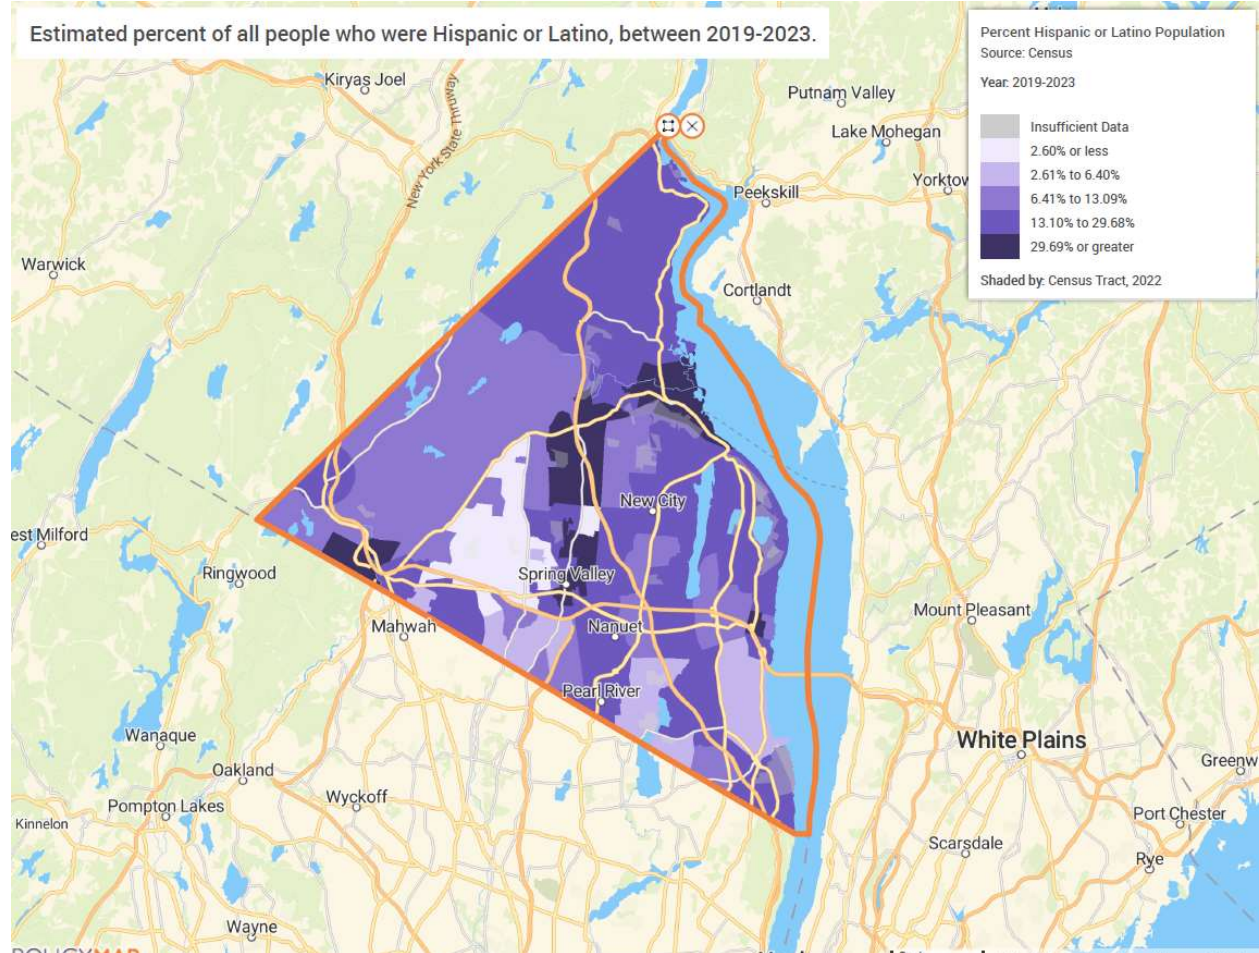 Estimated percent of all people who were Hispanic or Latino, between 2019-2023.
Percent Hispanic or Latino Population
Source: Census
Year: 2019-2023
Insufficient Data
2.60% or less
2.61% to 6.40%
6.41% to 13.09%
13.10% to 29.68%
29.69% or greater
Shaded by: Census Tract, 2022
Kiryas Joel
New York State Thruway
Putnam Valley
Lake Mohegan
Yorktow
Peekskill
Warwick
Cortlandt
New City
est Milford
Ringwood
Spring Valley
Mount Pleasant
Mahwah
Nanuet
Pearl River
Wanaque
White Plains
Oakland
Greenw
Pompton Lakes
Wyckoff
Kinnelon
Port Chester
Scarsdale
Rye
Wayne
POLICYMAP